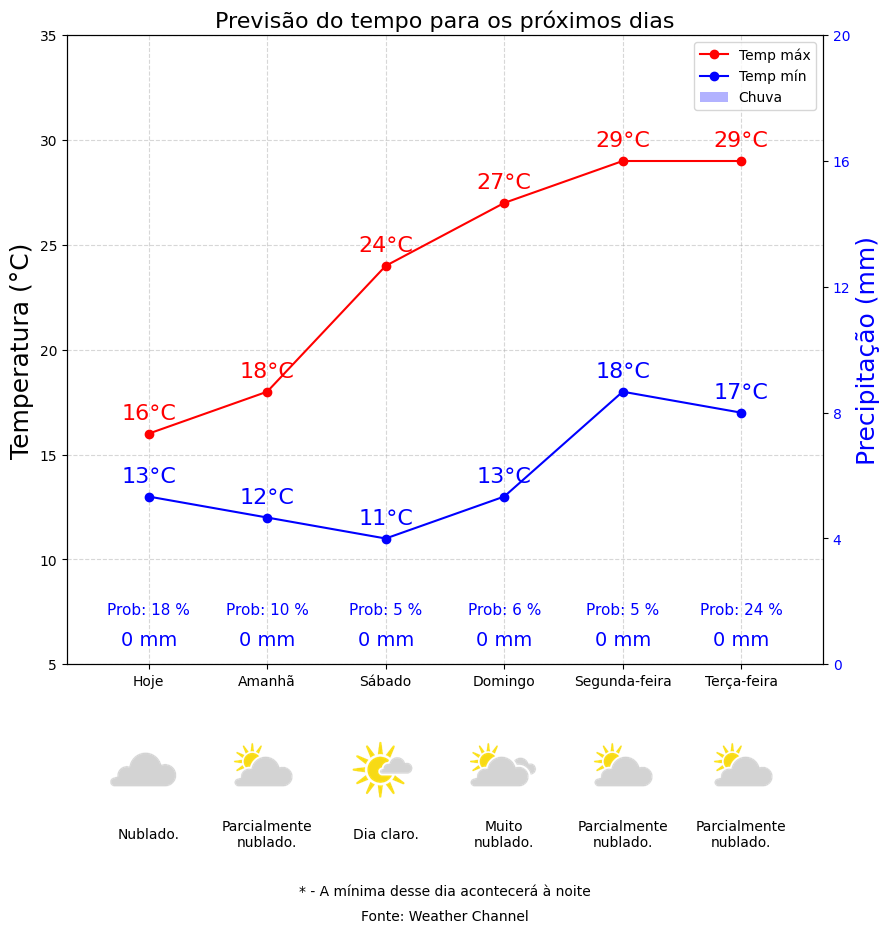 Previsão do tempo para os próximos dias
Temp máx
Temp mín
Chuva
Temperatura (°C)
Precipitação (mm)
35
30
25
20
15
10
5
20
16
12
8
4
0
16°C
18°C
24°C
27°C
29°C
29°C
13°C
12°C
11°C
13°C
18°C
17°C
Prob: 18 %
Prob: 10 %
Prob: 5 %
Prob: 6 %
Prob: 5 %
Prob: 24 %
0 mm
0 mm
0 mm
0 mm
0 mm
0 mm
Hoje
Amanhã
Sábado
Domingo
Segunda-feira
Terça-feira
Nublado.
Parcialmente
nublado.
Dia claro.
Muito
nublado.
Parcialmente
nublado.
Parcialmente
nublado.
* - A mínima desse dia acontecerá à noite
Fonte: Weather Channel